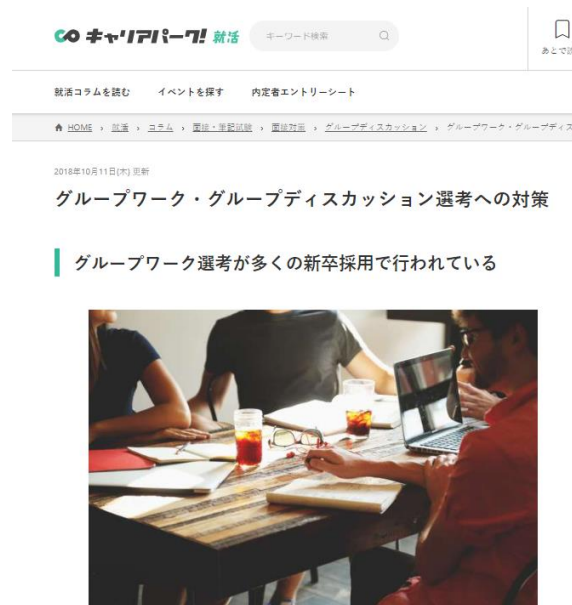 キャリアパーク! 就活
キーワード検索
あとで
就活コラムを読む イベントを探す 内定者エントリーシート
HOME › 就活 › コラム › 面接・筆記試験 › 面接対策 › グループディスカッション › グループワーク・グループディス
2018年10月11日(木) 更新
グループワーク・グループディスカッション選考への対策
グループワーク選考が多くの新卒採用で行われている